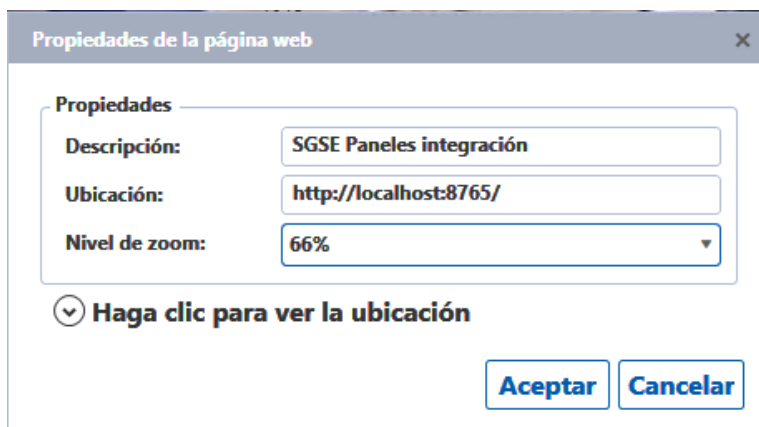 Propiedades de la página web
Propiedades
Descripción: SGSE Paneles integración
Ubicación: http://localhost:8765/
Nivel de zoom: 66%
Haga clic para ver la ubicación
Aceptar Cancelar